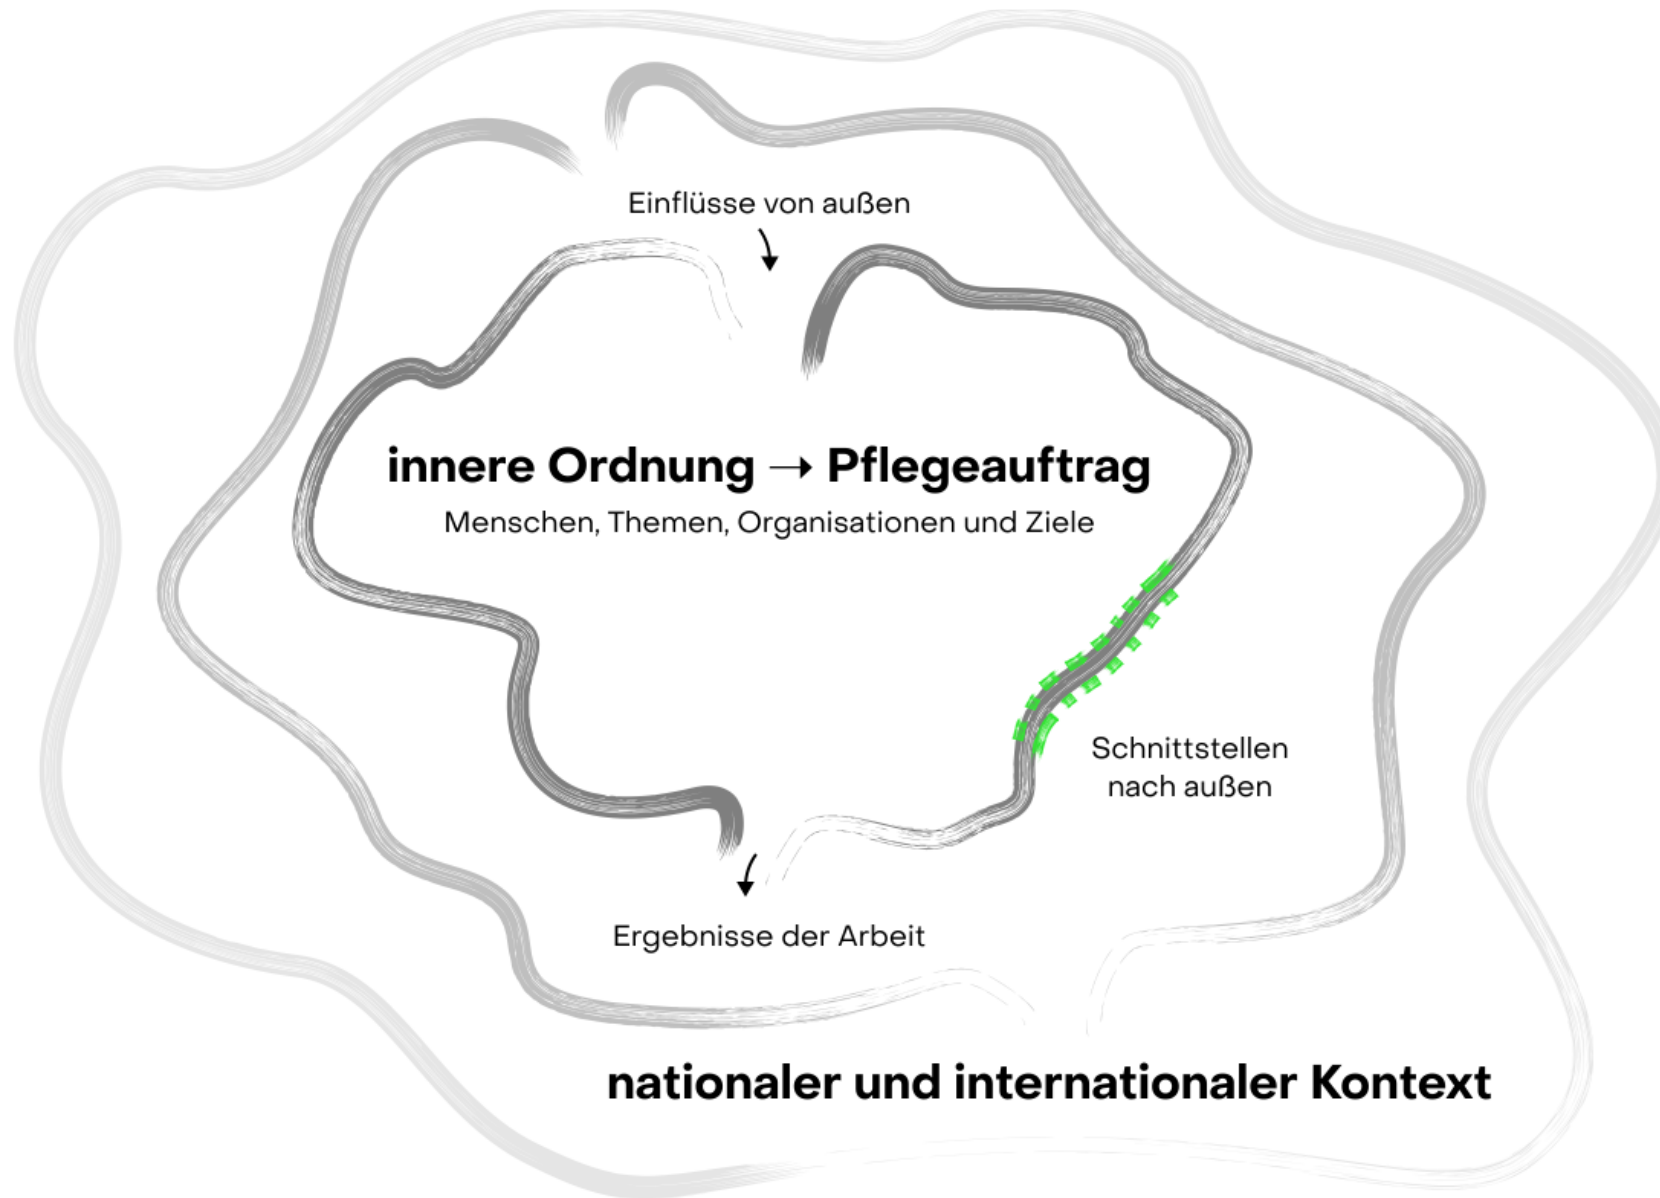 Einflüsse von außen
innere Ordnung → Pflegeauftrag
Menschen, Themen, Organisationen und Ziele
Schnittstellen
nach außen
Ergebnisse der Arbeit
nationaler und internationaler Kontext